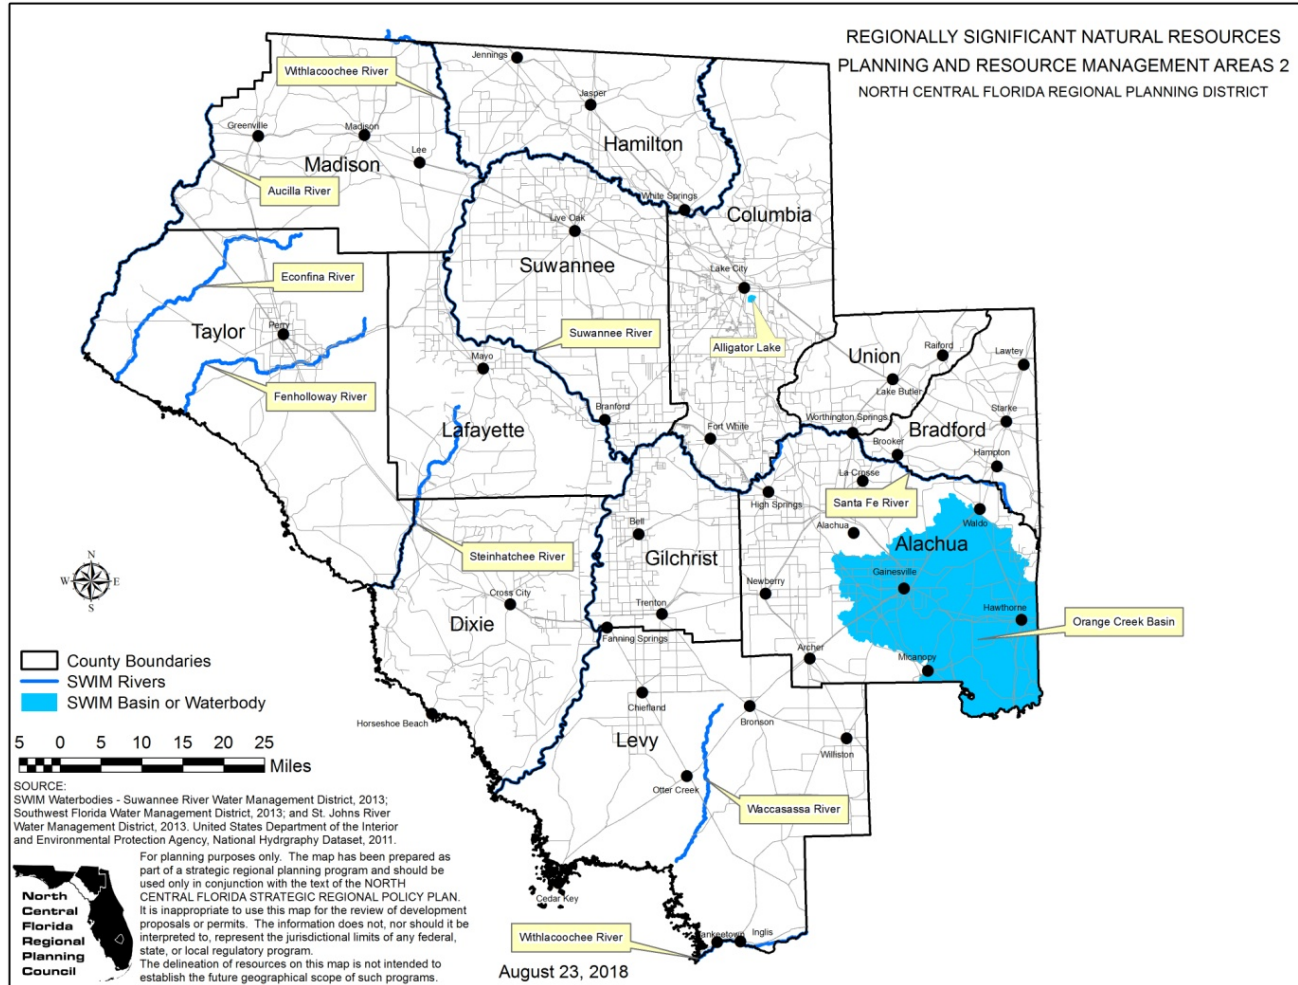 REGIONALLY SIGNIFICANT NATURAL RESOURCES
PLANNING AND RESOURCE MANAGEMENT AREAS 2
NORTH CENTRAL FLORIDA REGIONAL PLANNING DISTRICT
Jennings
Withlacoochee River
Jasper
Greenville
Madison
Hamilton
Lee
Madison
Aucilla River
White Springs
Columbia
Live Oak
Suwannee
Lake City
Econfina River
Taylor
Perry
Suwannee River
Alligator Lake
Mayo
Union
Raiford
Lawtey
Lake Butler
Fenholloway River
Branford
Lafayette
Fort White
Worthington Springs
Starke
Bradford
Brooker
Hampton
La Crosse
High Springs
Santa Fe River
Waldo
Bell
Alachua
Alachua
Steinhatchee River
Gilchrist
Gainesville
Newberry
N
W
E
S
Cross City
Trenton
Hawthorne
Dixie
Fanning Springs
Orange Creek Basin
Archer
Micanopy
County Boundaries
SWIM Rivers
SWIM Basin or Waterbody
Chiefland
Bronson
Horseshoe Beach
Levy
Williston
5 0 5 10 15 20 25
Miles
Otter Creek
Waccasassa River
SOURCE:
SWIM Waterbodies - Suwannee River Water Management District, 2013;
Southwest Florida Water Management District, 2013; and St. Johns River
Water Management District, 2013. United States Department of the Interior
and Environmental Protection Agency, National Hydrgraphy Dataset, 2011.
For planning purposes only. The map has been prepared as
part of a strategic regional planning program and should be
used only in conjunction with the text of the NORTH
CENTRAL FLORIDA STRATEGIC REGIONAL POLICY PLAN.
It is inappropriate to use this map for the review of development
proposals or permits. The information does not, nor should it be
interpreted to, represent the jurisdictional limits of any federal,
state, or local regulatory program.
The delineation of resources on this map is not intended to
establish the future geographical scope of such programs.
North
Central
Florida
Regional
Planning
Council
Cedar Key
Withlacoochee River
Yankeetown
Inglis
August 23, 2018